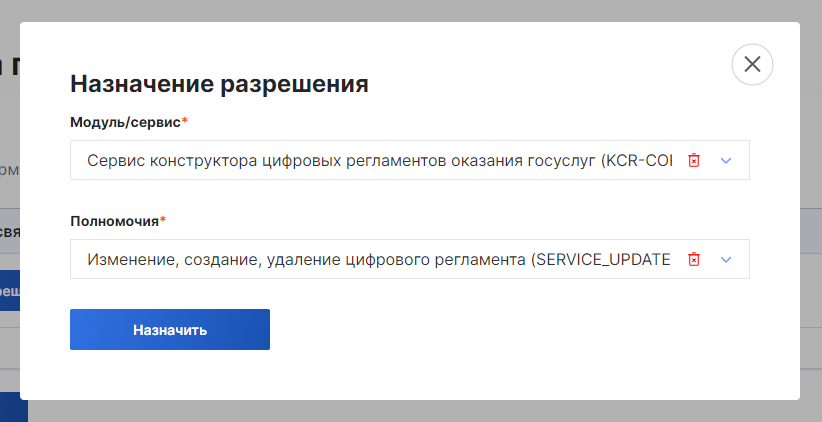 Назначение разрешения
Модуль/сервис*
Сервис конструктора цифровых регламентов оказания госуслуг (KCR-COI
Полномочия*
Изменение, создание, удаление цифрового регламента (SERVICE_UPDATE
Назначить